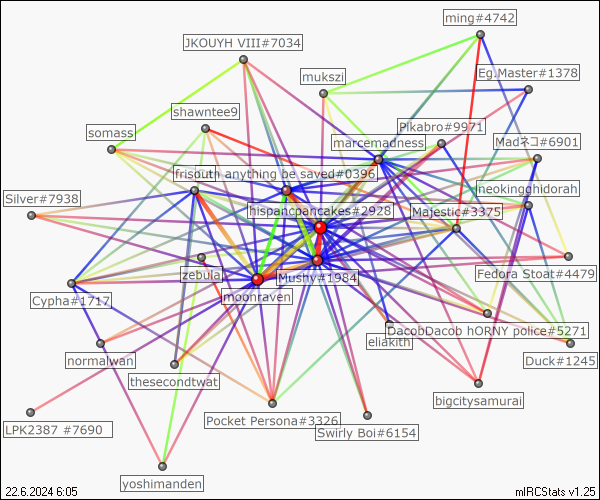 ming#4742
JKOUYH VIII#7034
mukszi
Eg.Master#1378
shawntee9
Pikabro#9971
somass
marcemadness
Madネコ#6901
frisouth anything be saved#0396
neokingghidorah
Silver#7938
hispancpancakes#2928
Majestic#3375
zebula
Mushy#1984
Fedora Stoat#4479
Cypha#1717
moonraven
DacobDacob hORNY police#5271
eliakith
normalwan
Duck#1245
thesecondtwat
bigcitysamurai
LPK2387 #7690
Pocket Persona#3326
Swirly Boi#6154
yoshimanden
22.6.2024 6:05
mIRCStats v1.25